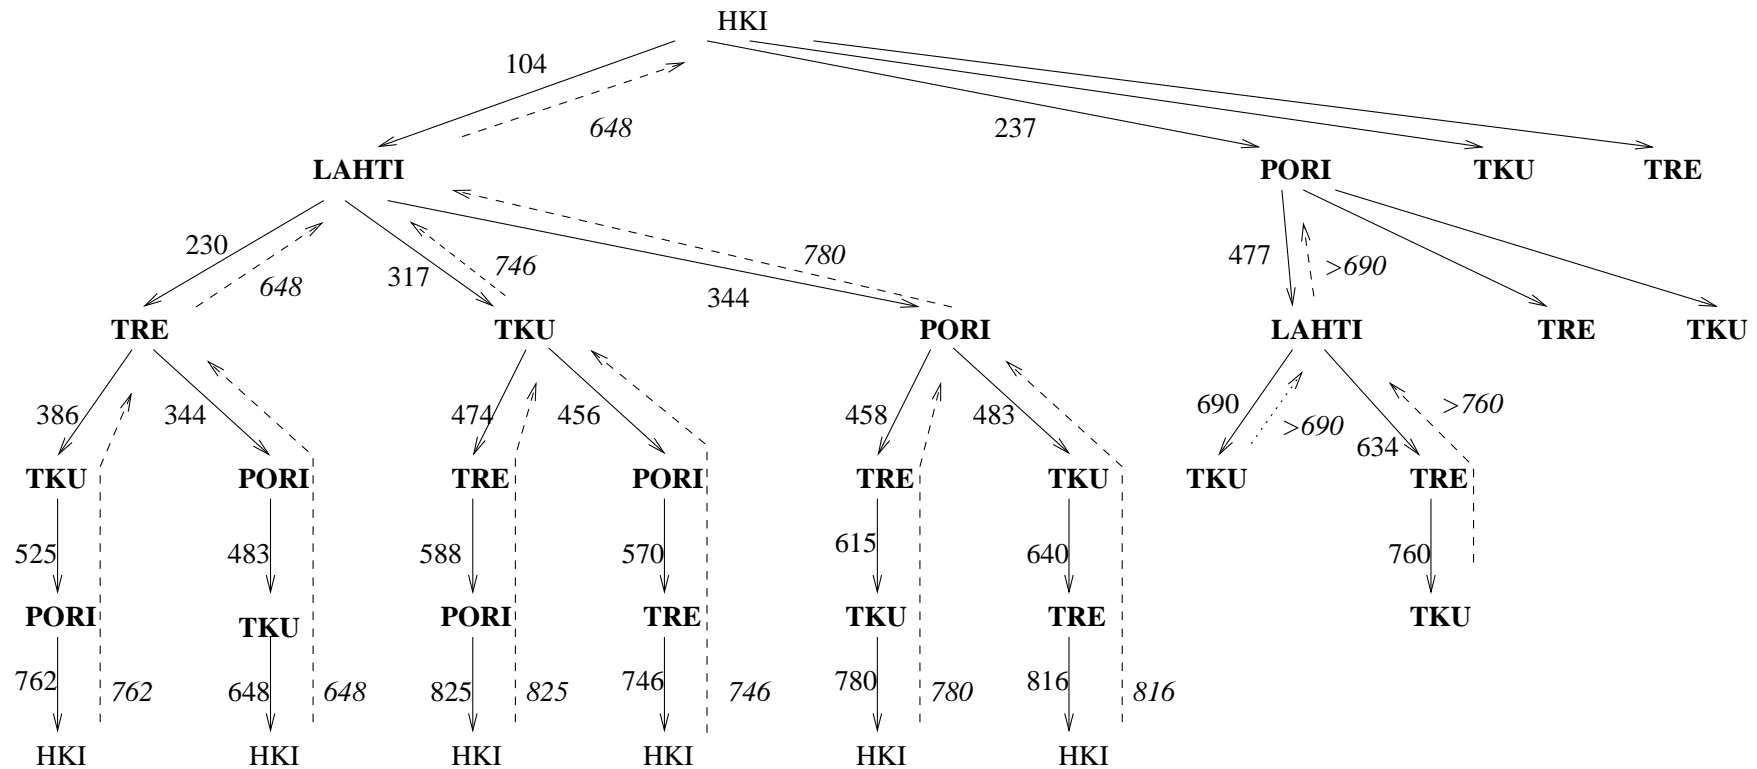 HKI
104
648
237
LAHTI
PORI
TKU
TRE
230
648
317
746
780
344
477
>690
TRE
TKU
PORI
LAHTI
TRE
TKU
386
344
474
456
458
483
690
>690
634
>760
TKU
PORI
TRE
PORI
TRE
TKU
TKU
TRE
525
483
588
570
615
640
760
PORI
TKU
PORI
TRE
TKU
TRE
TKU
762
762
648
648
825
825
746
746
780
780
816
816
HKI
HKI
HKI
HKI
HKI
HKI